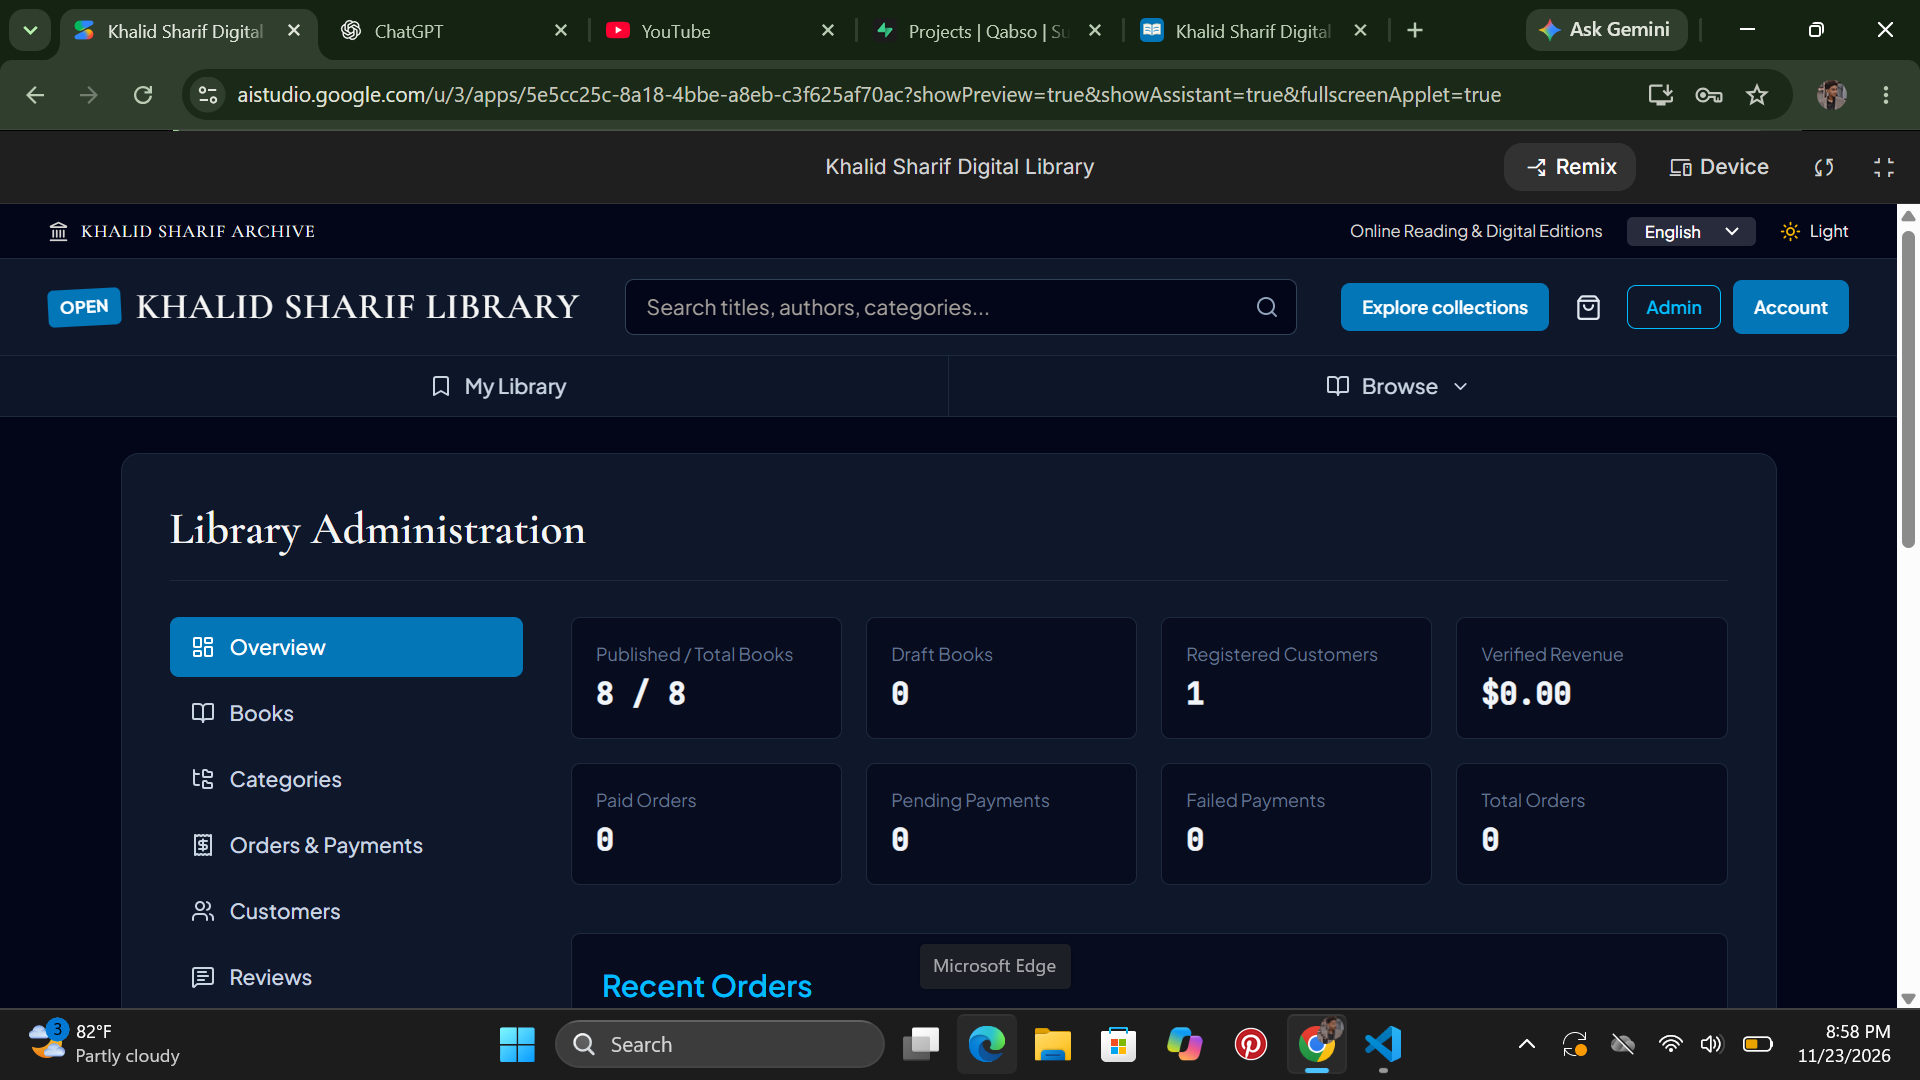 Khalid Sharif Digital
ChatGPT
YouTube
Projects | Qabso | Su
Khalid Sharif Digital
Ask Gemini
aistudio.google.com/u/3/apps/5e5cc25c-8a18-4bbe-a8eb-c3f625af70ac?showPreview=true&showAssistant=true&fullscreenApplet=true
Khalid Sharif Digital Library
Remix
Device
KHALID SHARIF ARCHIVE
Online Reading & Digital Editions
English
Light
OPEN
KHALID SHARIF LIBRARY
Search titles, authors, categories...
Explore collections
Admin
Account
My Library
Browse
Library Administration
Overview
Books
Categories
Orders & Payments
Customers
Reviews
Published / Total Books
8 / 8
Draft Books
0
Registered Customers
1
Verified Revenue
$0.00
Paid Orders
0
Pending Payments
0
Failed Payments
0
Total Orders
0
Recent Orders
Microsoft Edge
3
82°F
Partly cloudy
Search
8:58 PM
11/23/2026